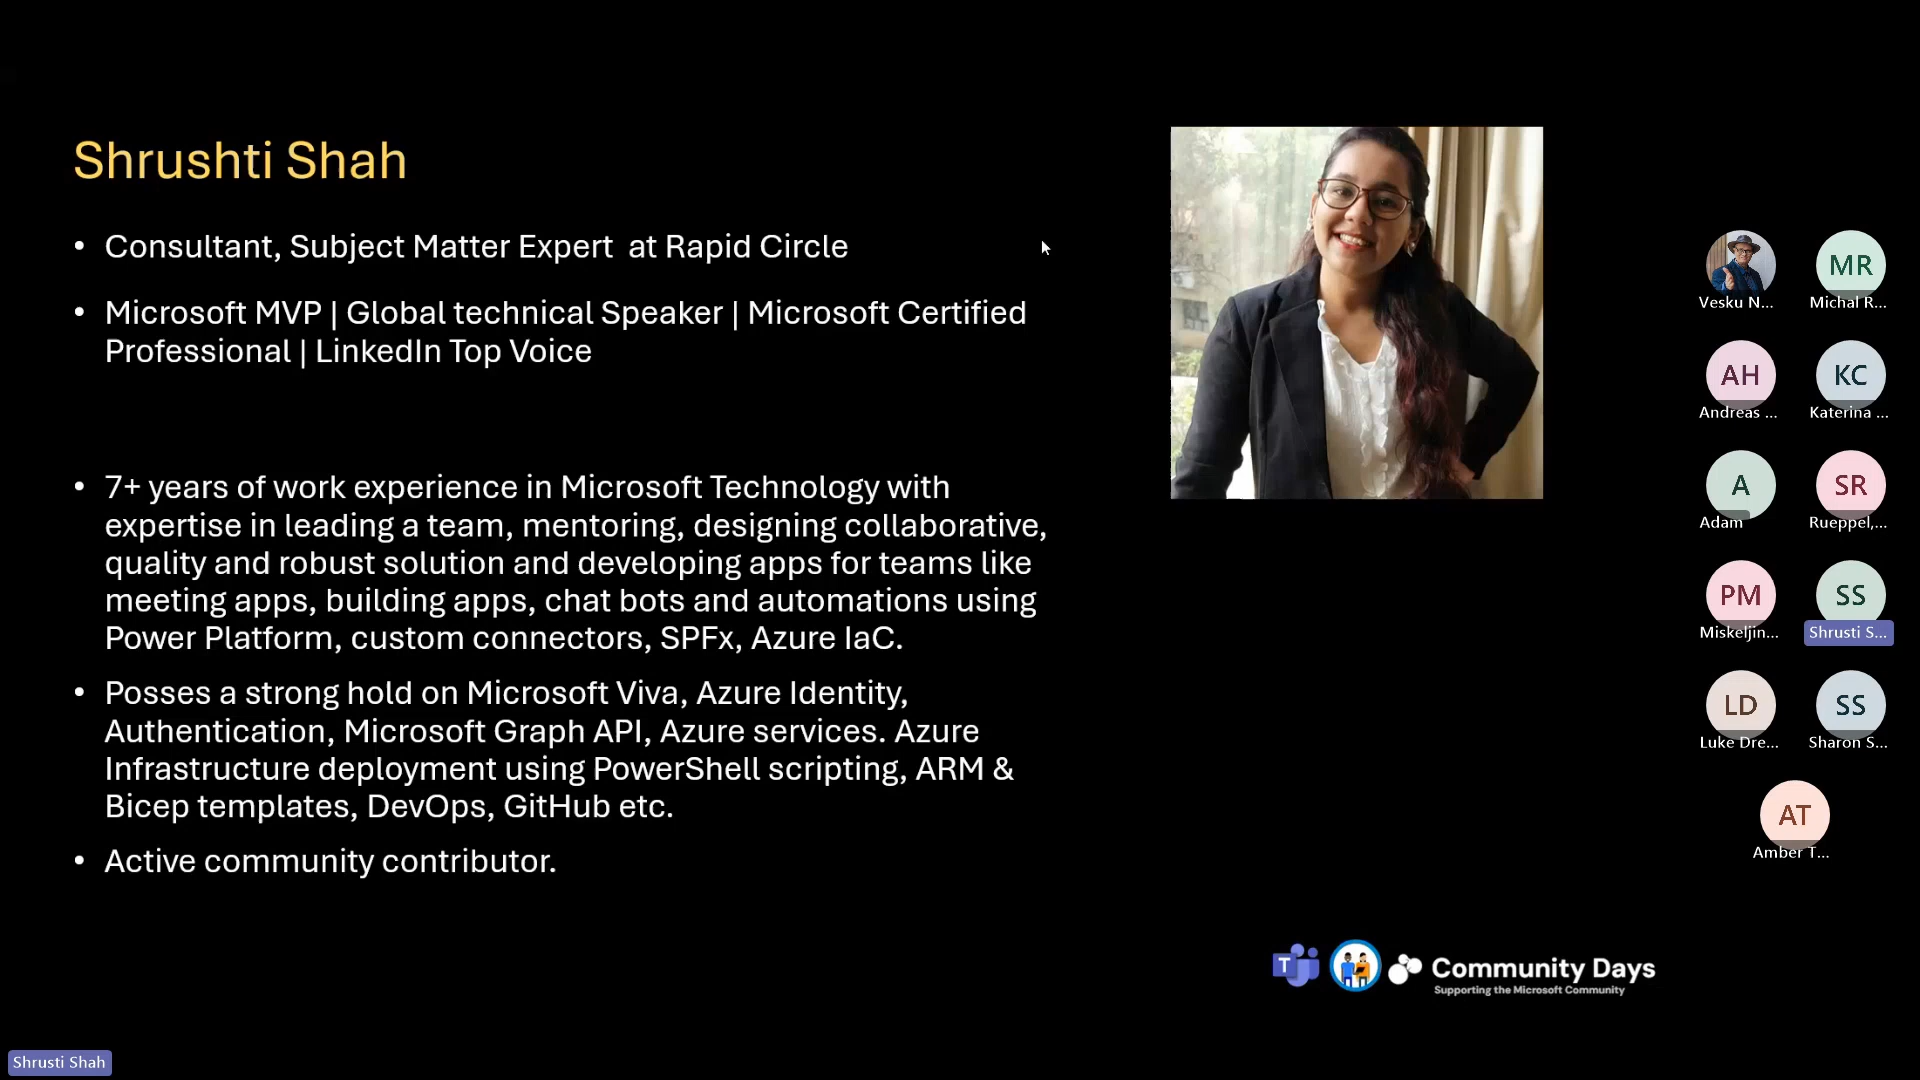 Shrushti Shah
• Consultant, Subject Matter Expert  at Rapid Circle
• Microsoft MVP | Global technical Speaker | Microsoft Certified
Professional | LinkedIn Top Voice
• 7+ years of work experience in Microsoft Technology with
expertise in leading a team, mentoring, designing collaborative,
quality and robust solution and developing apps for teams like
meeting apps, building apps, chat bots and automations using
Power Platform, custom connectors, SPFx, Azure IaC.
• Posses a strong hold on Microsoft Viva, Azure Identity,
Authentication, Microsoft Graph API, Azure services. Azure
Infrastructure deployment using PowerShell scripting, ARM &
Bicep templates, DevOps, GitHub etc.
• Active community contributor.
T
Community Days
Supporting the Microsoft Community
Vesku N...
MR
Michal R...
AH
Andreas ...
KC
Katerina ...
A
Adam
SR
Rueppel,...
PM
Miskeljin...
SS
Shrusti S...
LD
Luke Dre...
SS
Sharon S...
AT
Amber T...
Shrusti Shah